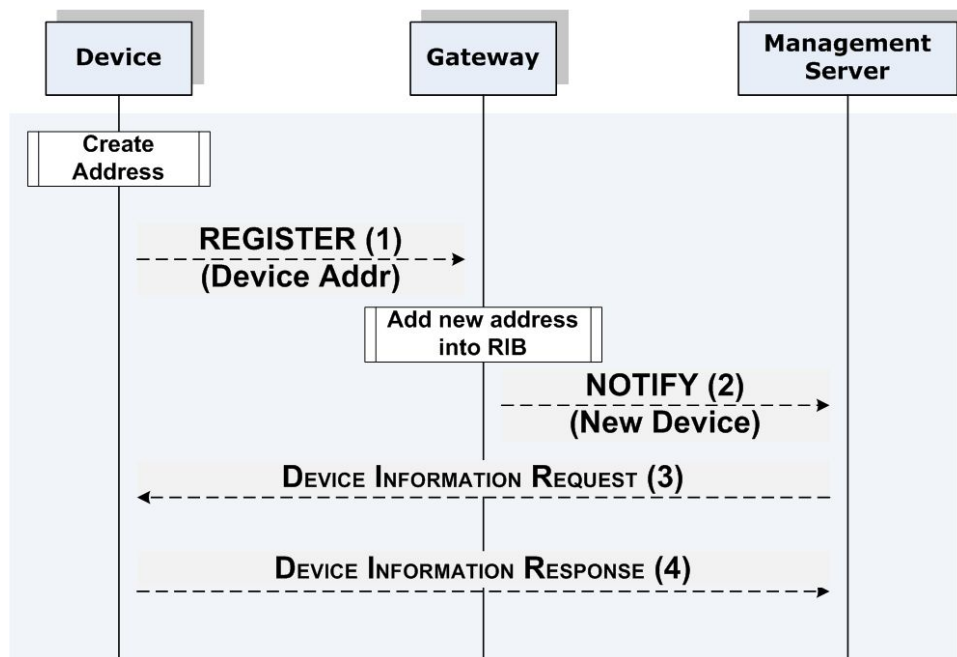 Device
Gateway
Management
Server
Create
Address
REGISTER (1)
(Device Addr)
Add new address
into RIB
NOTIFY (2)
(New Device)
DEVICE INFORMATION REQUEST (3)
DEVICE INFORMATION RESPONSE (4)